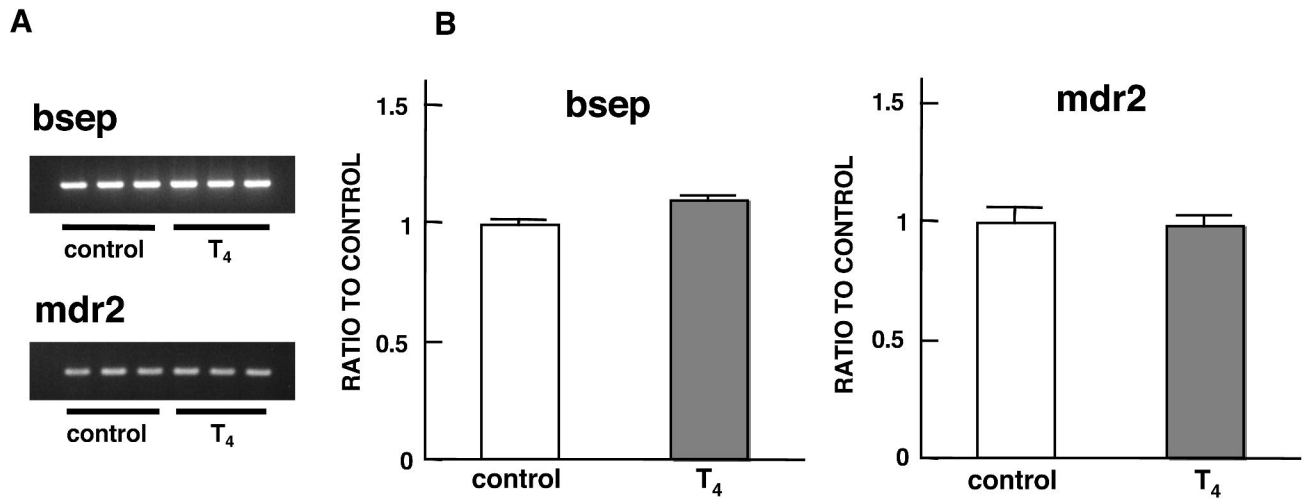 A
bsep
control T₄
mdr2
control T₄
B
bsep
RATIO TO CONTROL
1.5
1
0.5
0
control T₄
mdr2
RATIO TO CONTROL
1.5
1
0.5
0
control T₄